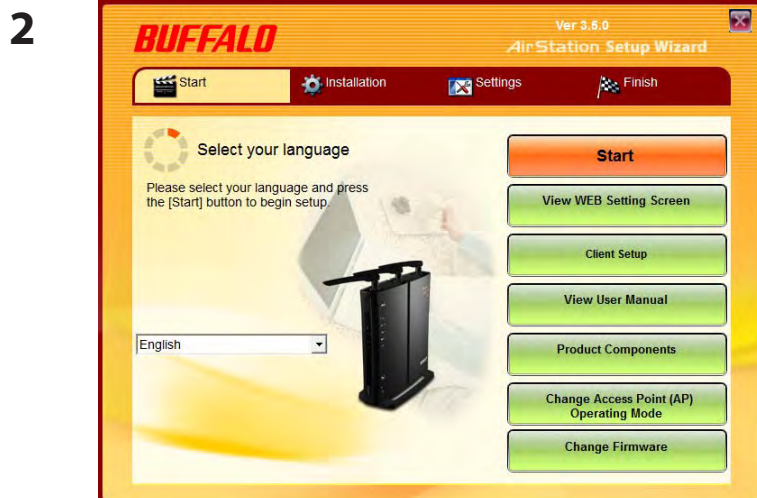 2
BUFFALO
Ver 3.6.0
AirStation Setup Wizard
Start
Installation
Settings
Finish
Select your language
Please select your language and press
the [Start] button to begin setup.
English
Start
View WEB Setting Screen
Client Setup
View User Manual
Product Components
Change Access Point (AP)
Operating Mode
Change Firmware